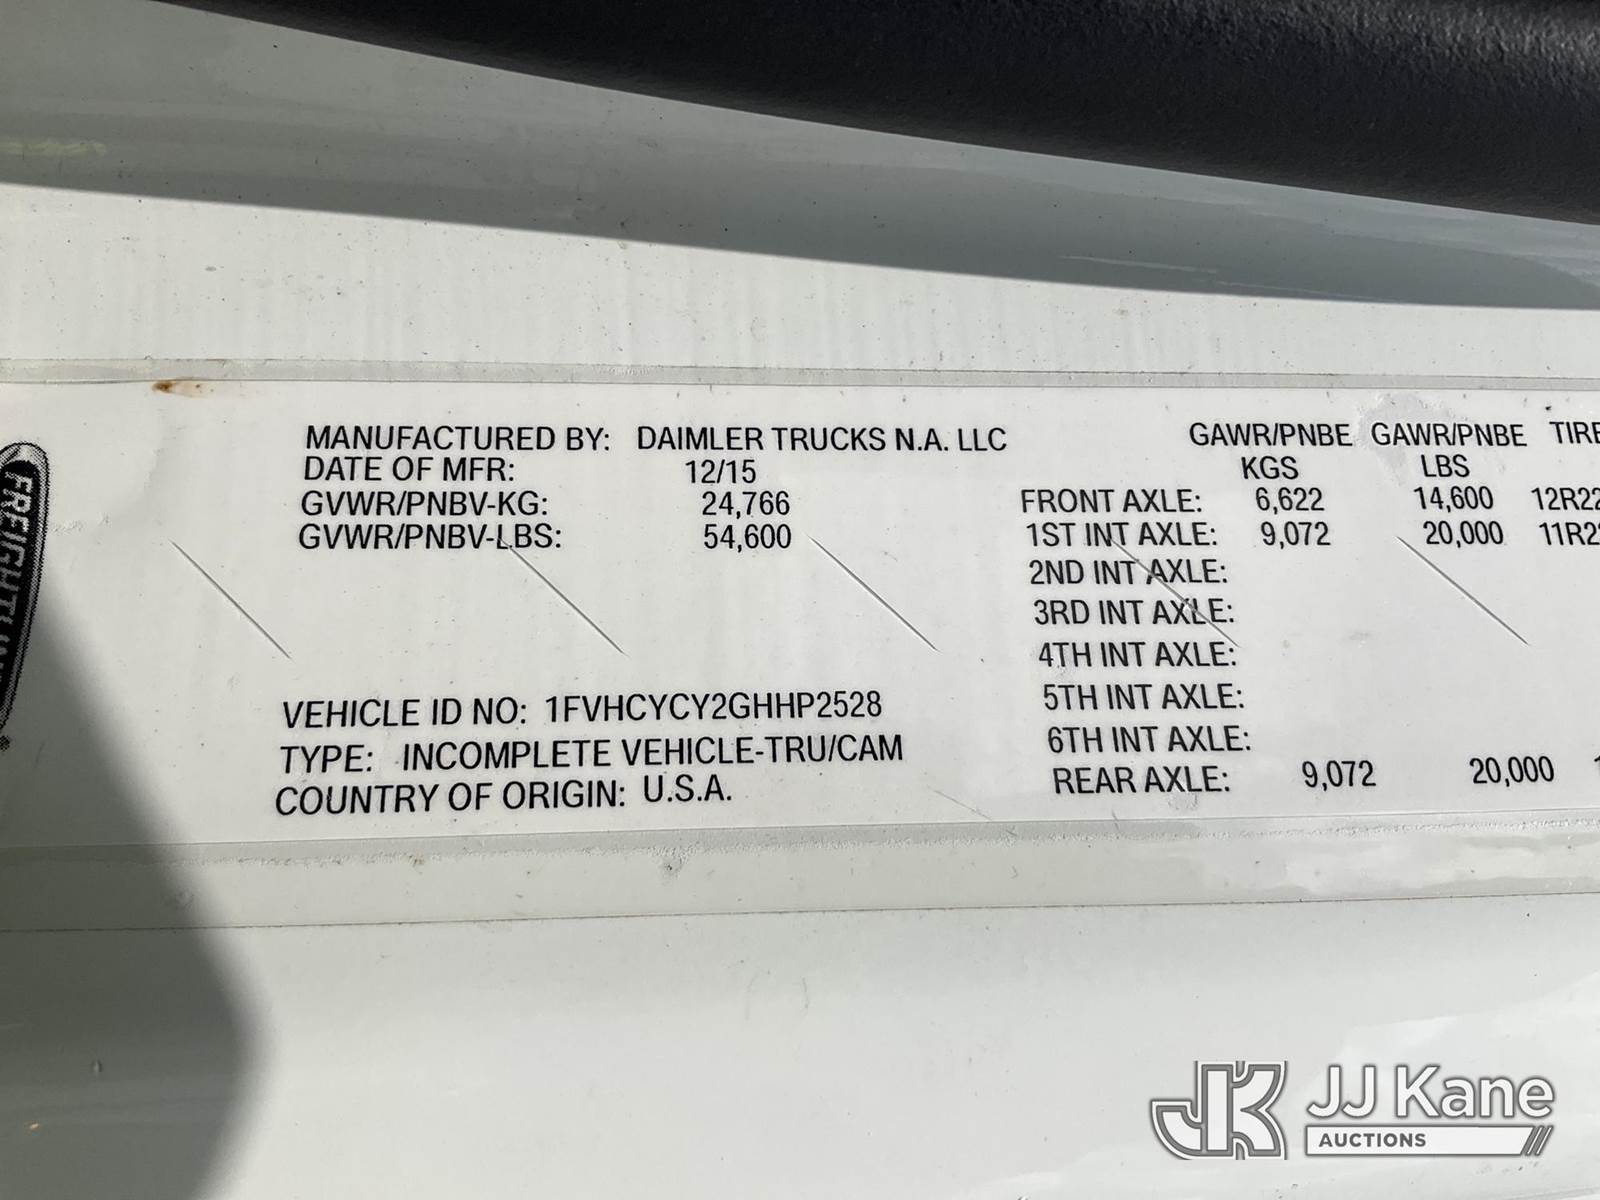 MANUFACTURED BY: DAIMLER TRUCKS N.A. LLC
DATE OF MFR: 12/15
GVWR/PNBV-KG: 24,766
GVWR/PNBV-LBS: 54,600
VEHICLE ID NO: 1FVHCYCY2GHHP2528
TYPE: INCOMPLETE VEHICLE-TRU/CAM
COUNTRY OF ORIGIN: U.S.A.
GAWR/PNBE GAWR/PNBE TIRE
KGS LBS
FRONT AXLE: 6,622 14,600 12R22
1ST INT AXLE: 9,072 20,000 11R22
2ND INT AXLE:
3RD INT AXLE:
4TH INT AXLE:
5TH INT AXLE:
6TH INT AXLE:
REAR AXLE: 9,072 20,000
JJ Kane
AUCTIONS